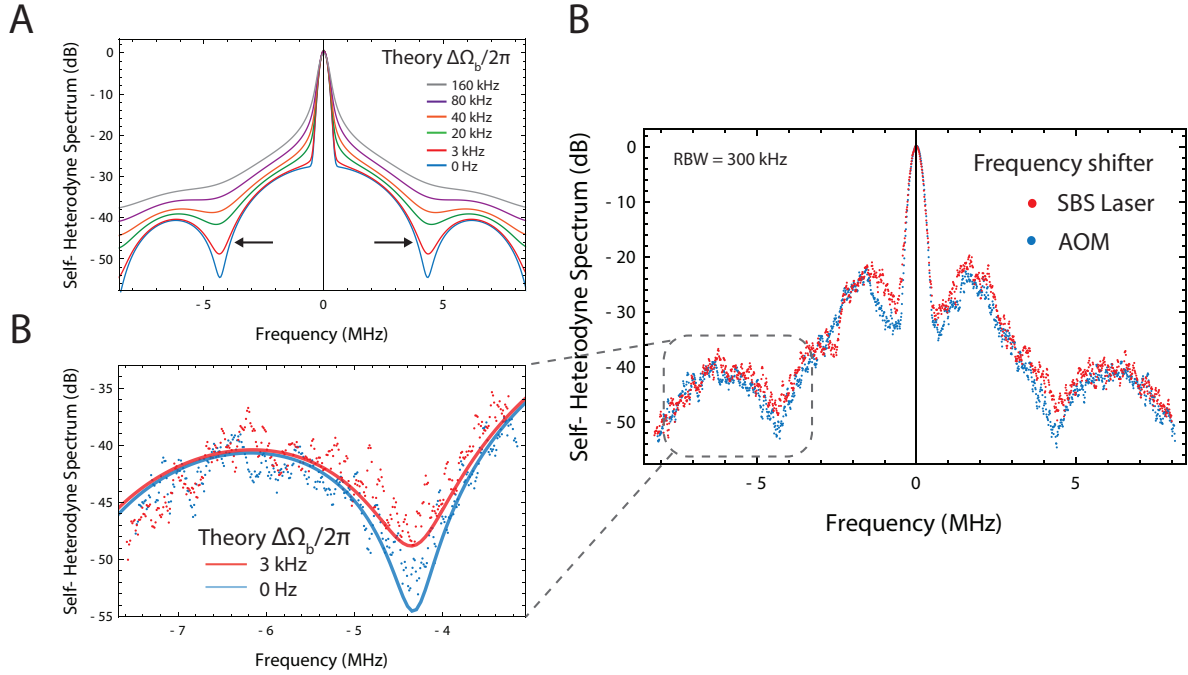 A
Self- Heterodyne Spectrum (dB)
0
- 10
- 20
- 30
- 40
- 50
Theory ΔΩb/2π
160 kHz
80 kHz
40 kHz
20 kHz
3 kHz
0 Hz
- 5
0
5
Frequency (MHz)
B
Self- Heterodyne Spectrum (dB)
-35
-40
-45
- 50
- 55
Theory ΔΩb/2π
3 kHz
0 Hz
- 7
- 6
- 5
- 4
Frequency (MHz)
B
Self- Heterodyne Spectrum (dB)
0
- 10
- 20
- 30
- 40
- 50
RBW = 300 kHz
Frequency shifter
SBS Laser
AOM
- 5
0
5
Frequency (MHz)